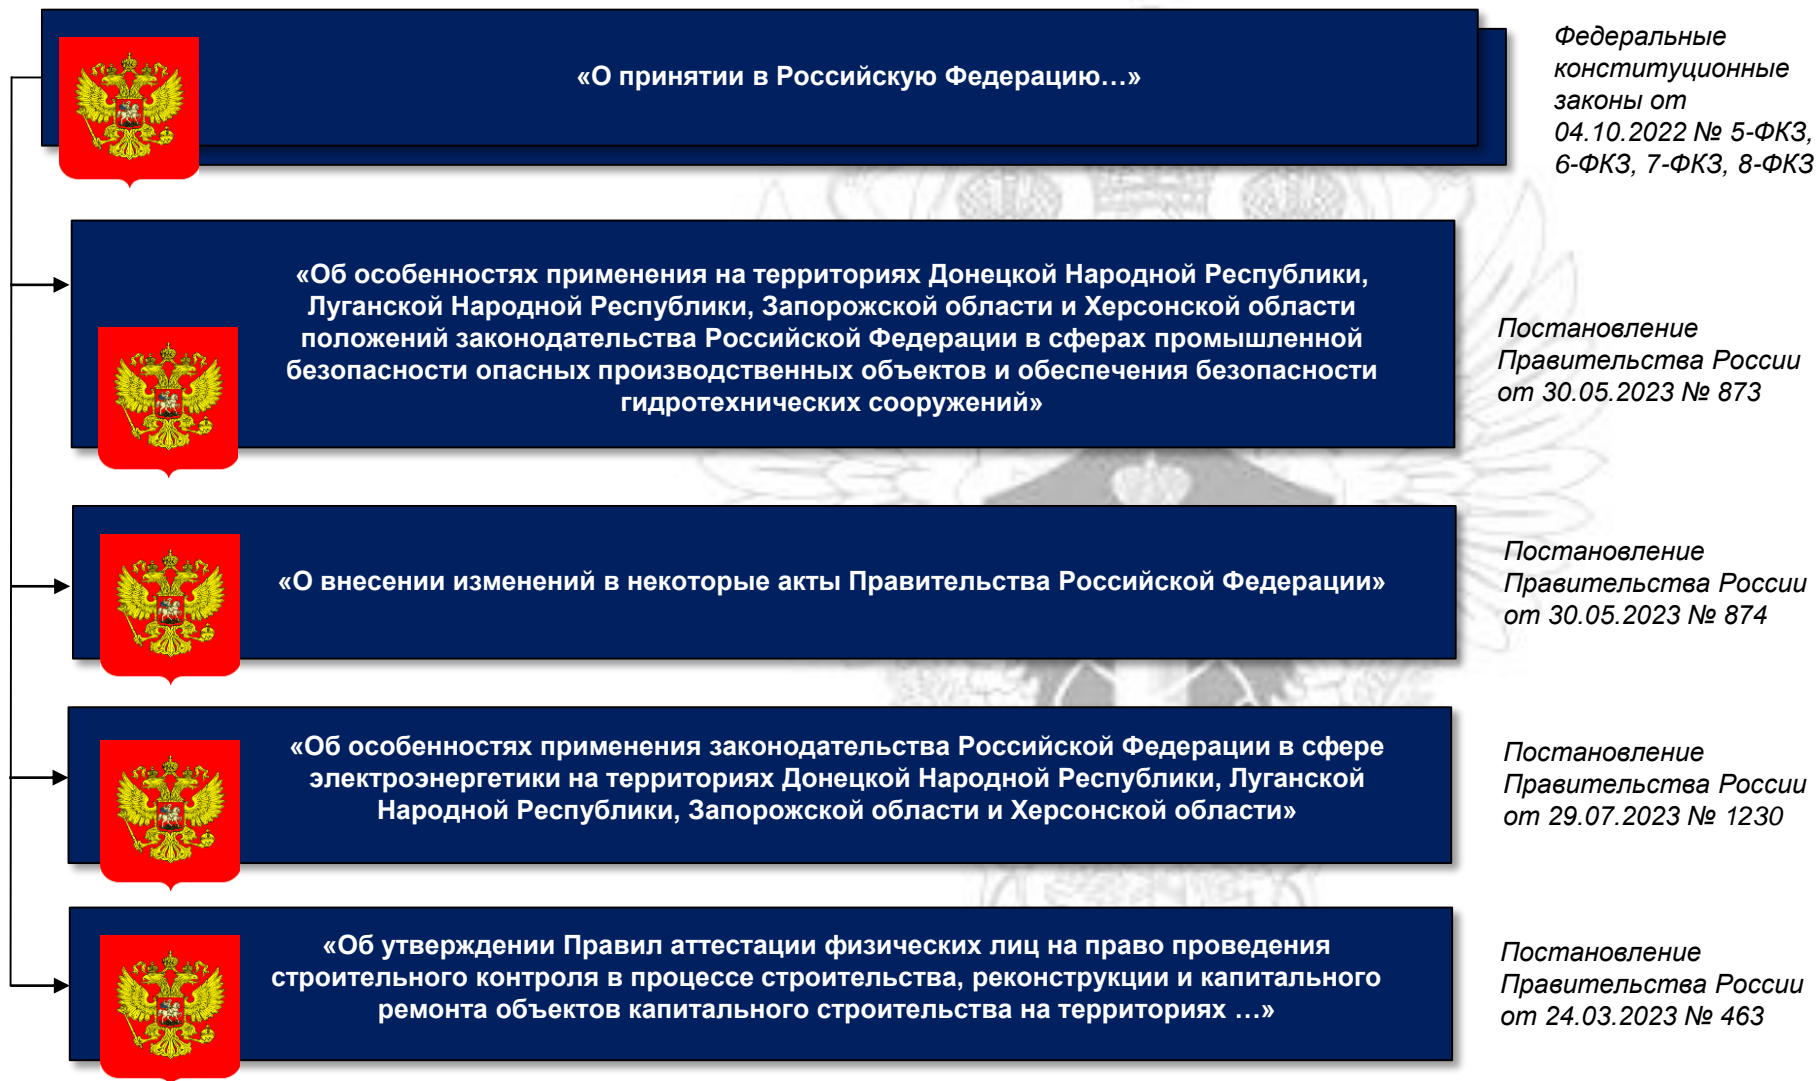 «О принятии в Российскую Федерацию…»
Федеральные
конституционные
законы от
04.10.2022 № 5-ФКЗ,
6-ФКЗ, 7-ФКЗ, 8-ФКЗ
«Об особенностях применения на территориях Донецкой Народной Республики,
Луганской Народной Республики, Запорожской области и Херсонской области
положений законодательства Российской Федерации в сферах промышленной
безопасности опасных производственных объектов и обеспечения безопасности
гидротехнических сооружений»
Постановление
Правительства России
от 30.05.2023 № 873
«О внесении изменений в некоторые акты Правительства Российской Федерации»
Постановление
Правительства России
от 30.05.2023 № 874
«Об особенностях применения законодательства Российской Федерации в сфере
электроэнергетики на территориях Донецкой Народной Республики, Луганской
Народной Республики, Запорожской области и Херсонской области»
Постановление
Правительства России
от 29.07.2023 № 1230
«Об утверждении Правил аттестации физических лиц на право проведения
строительного контроля в процессе строительства, реконструкции и капитального
ремонта объектов капитального строительства на территориях …»
Постановление
Правительства России
от 24.03.2023 № 463